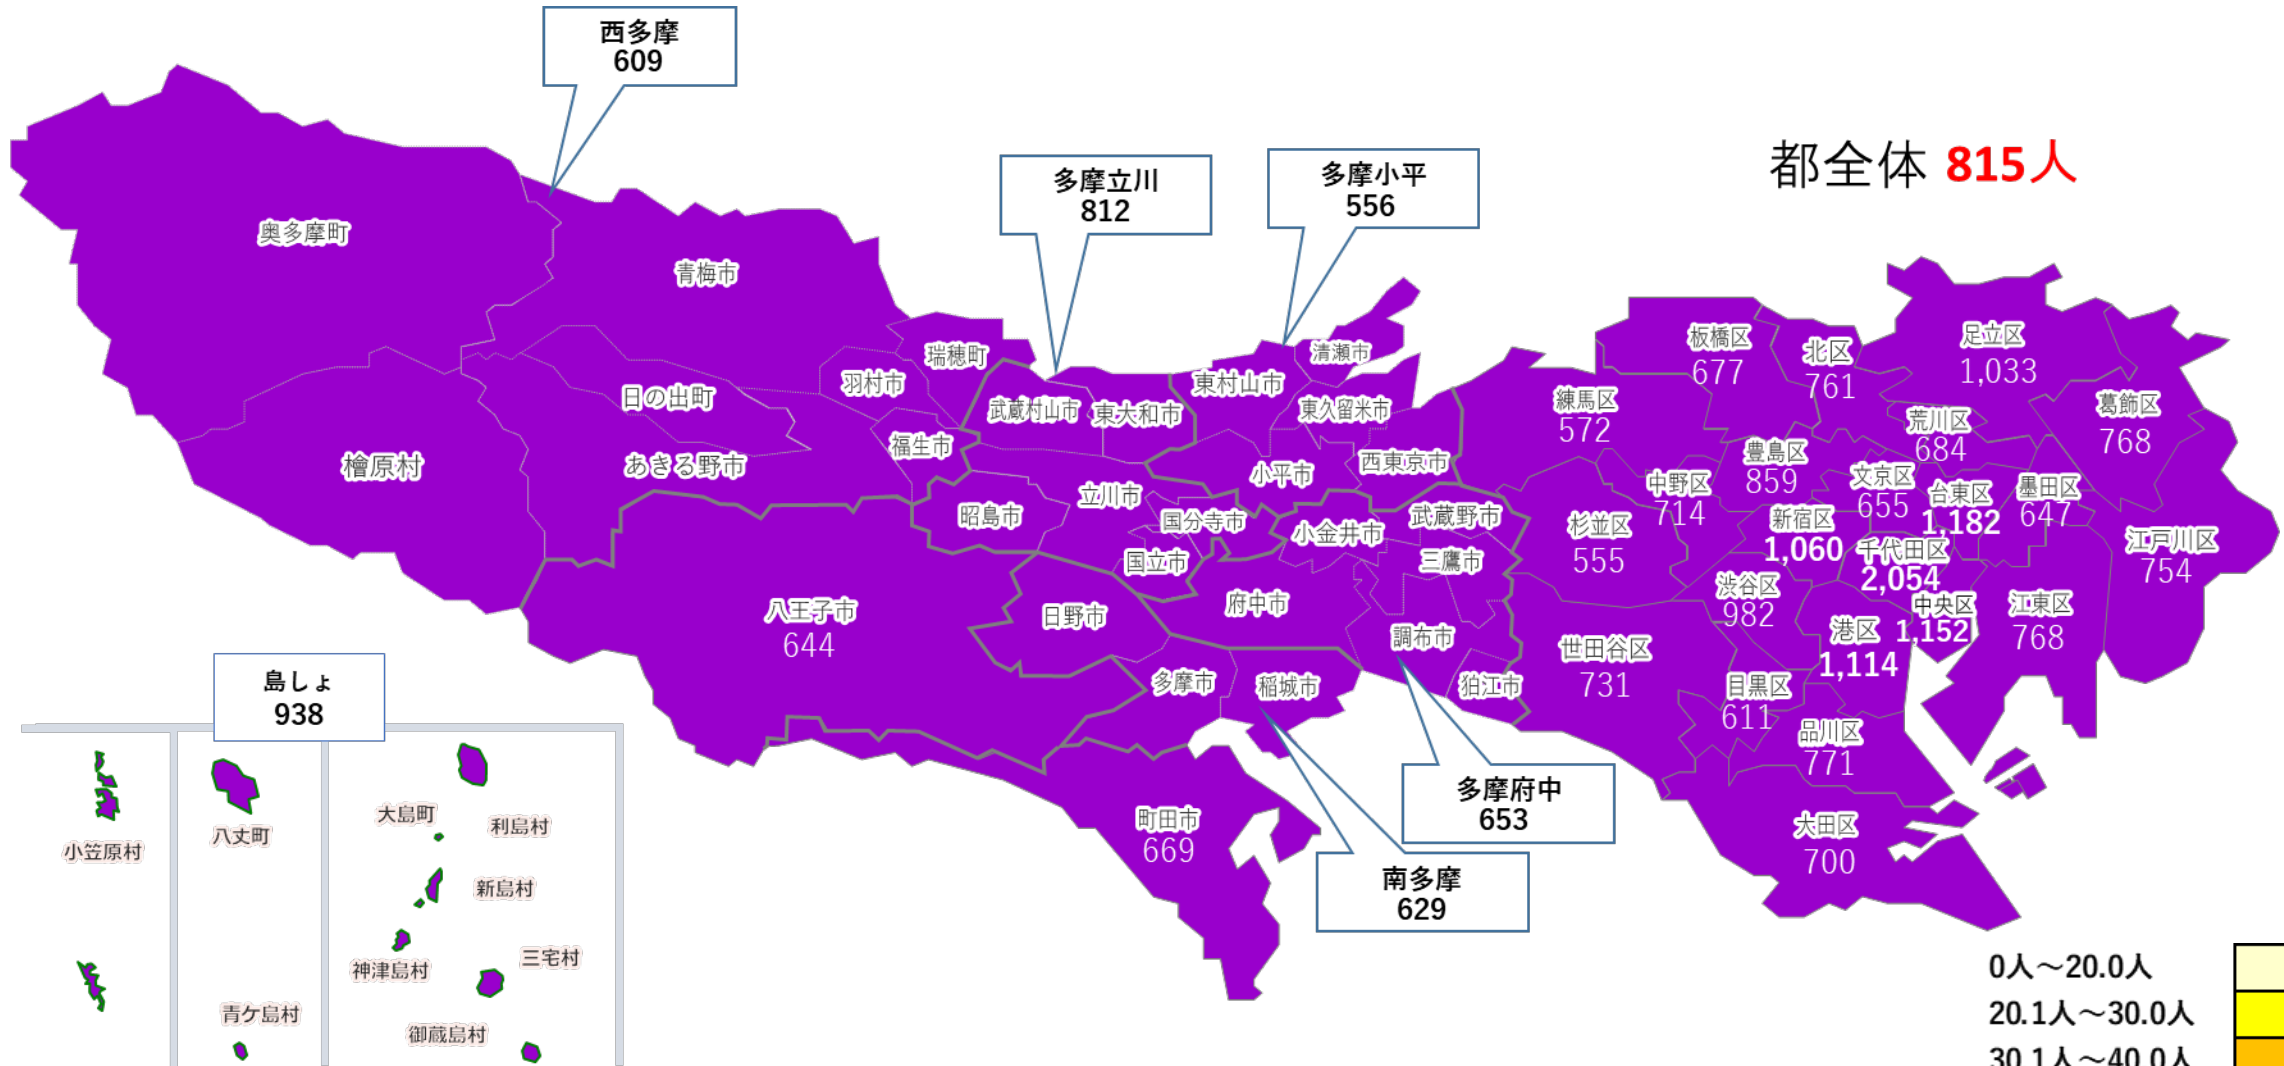 西多摩
609
多摩立川
812
多摩小平
556
都全体 815人
奥多摩町
青梅市
瑞穂町
羽村市
日の出町
福生市
あきる野市
檜原村
武蔵村山市
東大和市
東村山市
清瀬市
東久留米市
小平市
西東京市
立川市
昭島市
国分寺市
国立市
小金井市
武蔵野市
三鷹市
府中市
調布市
狛江市
日野市
八王子市
644
多摩市
稲城市
町田市
669
多摩府中
653
南多摩
629
板橋区
677
北区
761
足立区
1,033
葛飾区
768
荒川区
684
練馬区
572
豊島区
859
文京区
655
台東区
1,182
墨田区
647
中野区
714
杉並区
555
新宿区
1,060
千代田区
2,054
江戸川区
754
渋谷区
982
中央区
1,152
江東区
768
港区
1,114
世田谷区
731
目黒区
611
品川区
771
大田区
700
島しょ
938
小笠原村
八丈町
青ケ島村
大島町
利島村
新島村
神津島村
三宅村
御蔵島村
0人～20.0人
20.1人～30.0人
30.1人～40.0人